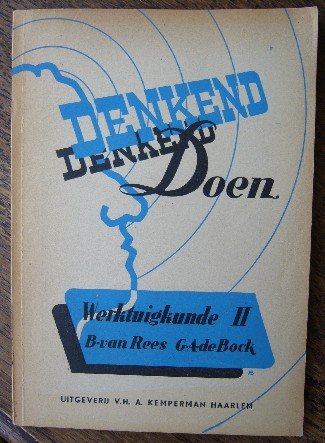 DENKEND
DENKEND
Doen
Werktuigkunde II
B. van Rees G.A. de Bock
UITGEVERIJ V.H. A. KEMPERMAN HAARLEM